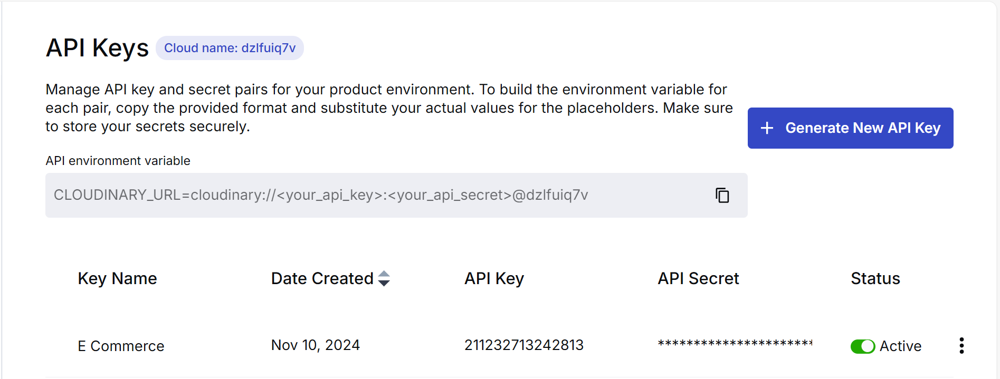 API Keys
Cloud name: dzlfuiq7v
Manage API key and secret pairs for your product environment. To build the environment variable for
each pair, copy the provided format and substitute your actual values for the placeholders. Make sure
to store your secrets securely.
+ Generate New API Key
API environment variable
CLOUDINARY_URL=cloudinary://<your_api_key>:<your_api_secret>@dzlfuiq7v
Key Name Date Created API Key API Secret Status
E Commerce Nov 10, 2024 211232713242813 ********************** Active